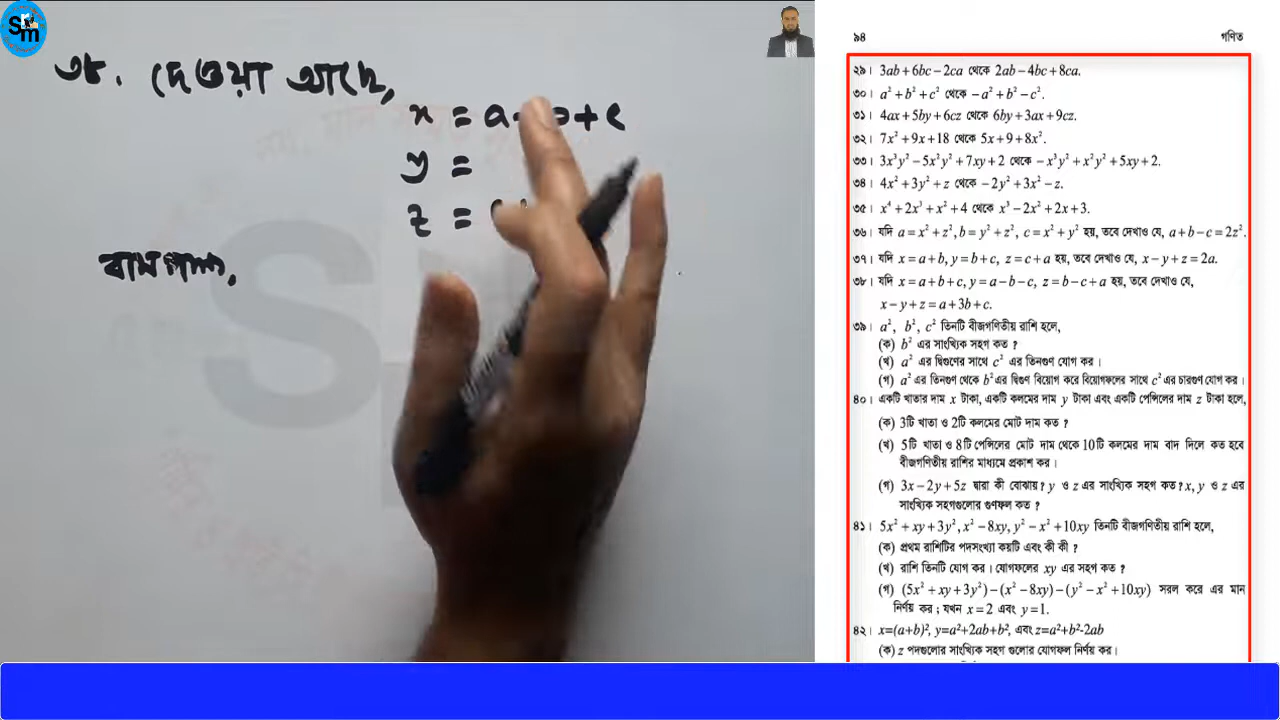 Sm
৩৮. দেওয়া আছে,
x = a + b + c
y =
z =
বামপক্ষ,
৯৪ গণিত
২৯। 3ab+6bc−2ca থেকে 2ab−4bc+8ca.
৩০। a²+b²+c² থেকে −a²+b²−c².
৩১। 4ax+5by+6cz থেকে 6by+3ax+9cz.
৩২। 7x²+9x+18 থেকে 5x+9+8x².
৩৩। 3x³y²−5x²y²+7xy+2 থেকে −x³y²+x²y²+5xy+2.
৩৪। 4x²+3y²+z থেকে −2y²+3x²−z.
৩৫। x⁴+2x³+x²+4 থেকে x³−2x²+2x+3.
৩৬। যদি a=x²+z², b=y²+z², c=x²+y² হয়, তবে দেখাও যে, a+b−c=2z².
৩৭। যদি x=a+b, y=b+c, z=c+a হয়, তবে দেখাও যে, x−y+z=2a.
৩৮। যদি x=a+b+c, y=a−b−c, z=b−c+a হয়, তবে দেখাও যে,
x−y+z=a+3b+c.
৩৯। a², b², c² তিনটি বীজগণিতীয় রাশি হলে,
(ক) b² এর সাংখ্যিক সহগ কত ?
(খ) a² এর দ্বিগুণের সাথে c² এর তিনগুণ যোগ কর।
(গ) a² এর তিনগুণ থেকে b² এর দ্বিগুণ বিয়োগ করে বিয়োগফলের সাথে c² এর চারগুণ যোগ কর।
৪০। একটি খাতার দাম x টাকা, একটি কলমের দাম y টাকা এবং একটি পেন্সিলের দাম z টাকা হলে,
(ক) 3টি খাতা ও 2টি কলমের মোট দাম কত ?
(খ) 5টি খাতা ও 8টি পেন্সিলের মোট দাম থেকে 10টি কলমের দাম বাদ দিলে কত হবে
বীজগণিতীয় রাশির মাধ্যমে প্রকাশ কর।
(গ) 3x−2y+5z দ্বারা কী বোঝায় ? y ও z এর সাংখ্যিক সহগ কত ? x, y ও z এর
সাংখ্যিক সহগগুলোর গুণফল কত ?
৪১। 5x²+xy+3y², x²−8xy, y²−x²+10xy তিনটি বীজগণিতীয় রাশি হলে,
(ক) প্রথম রাশিটির পদসংখ্যা কয়টি এবং কী কী ?
(খ) রাশি তিনটি যোগ কর। যোগফলের xy এর সহগ কত ?
(গ) (5x²+xy+3y²)−(x²−8xy)−(y²−x²+10xy) সরল করে এর মান
নির্ণয় কর ; যখন x=2 এবং y=1.
৪২। x=(a+b)², y=a²+2ab+b², এবং z=a²+b²-2ab
(ক) z পদগুলোর সাংখ্যিক সহগ গুলোর যোগফল নির্ণয় কর।